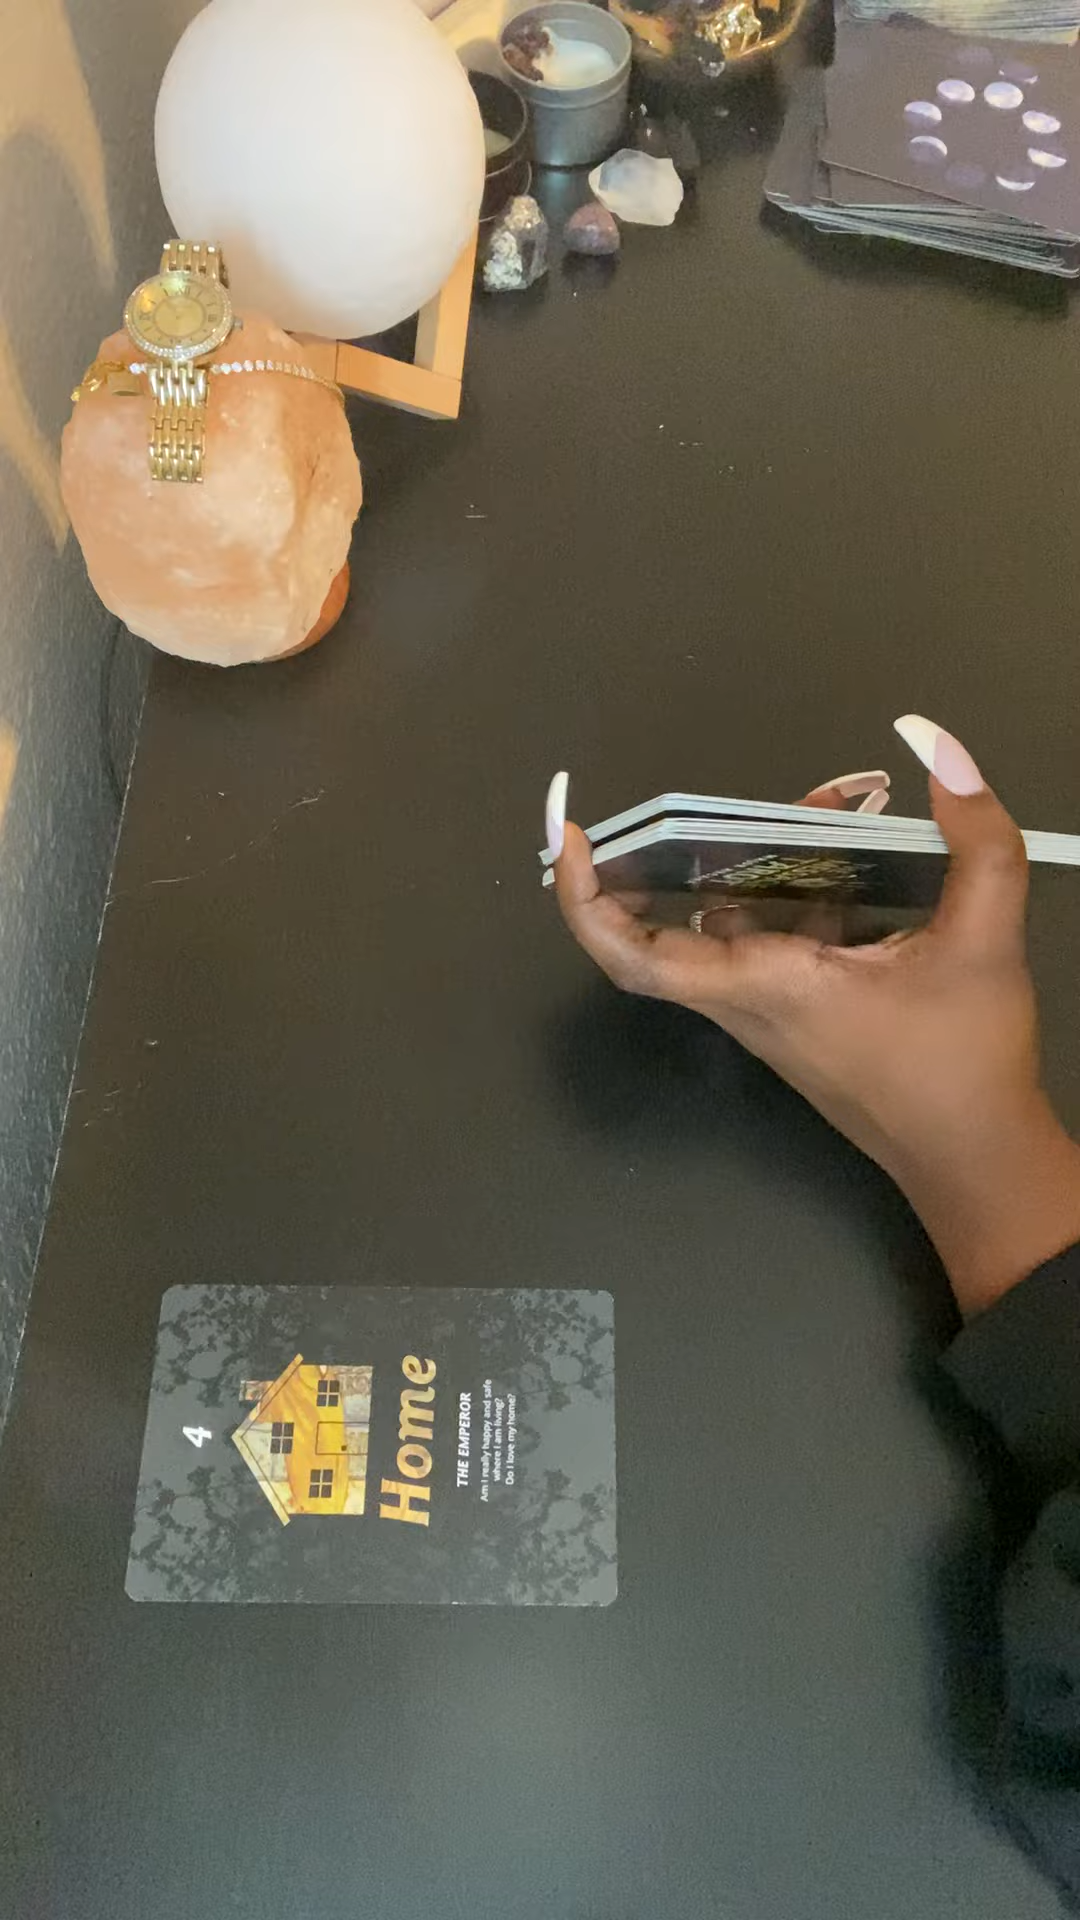 4
Home
THE EMPEROR
Am I really happy and safe
where I am living?
Do I love my home?